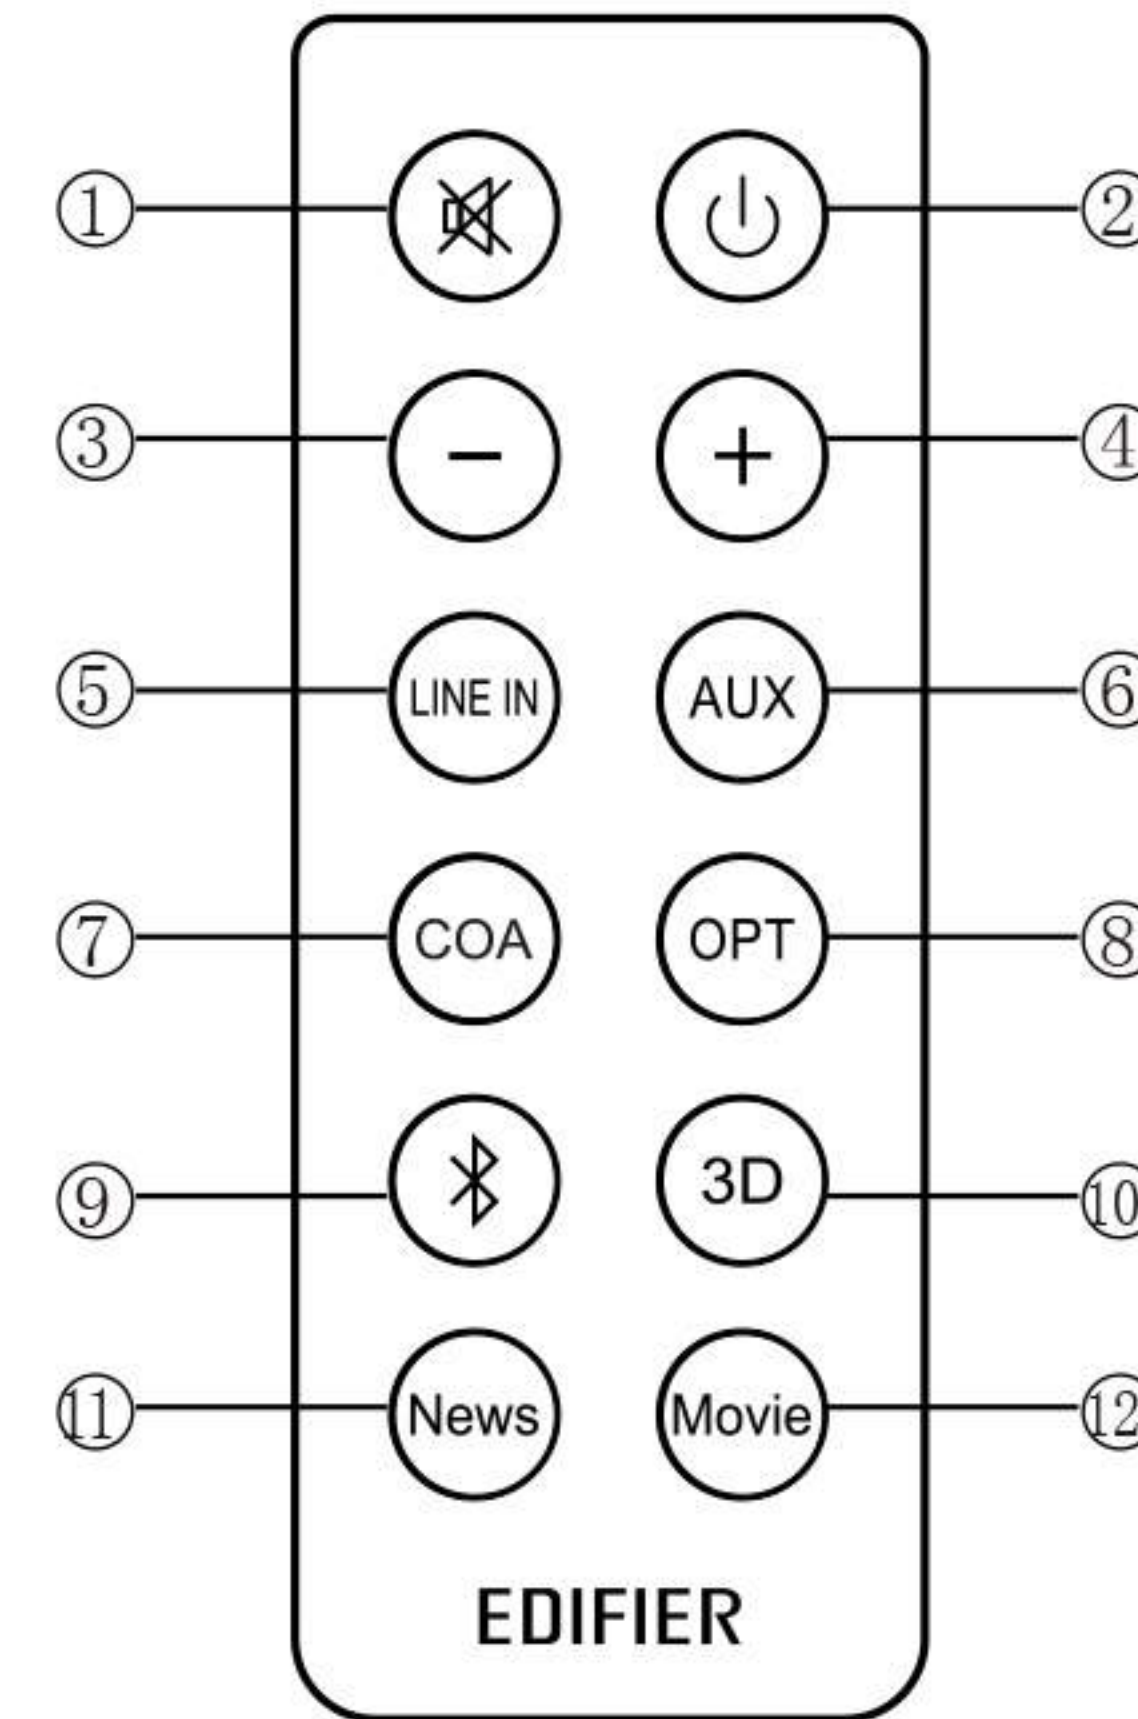 ① ②
③ − + ④
⑤ LINE IN AUX ⑥
⑦ COA OPT ⑧
⑨ 3D ⑩
⑪ News Movie ⑫
EDIFIER